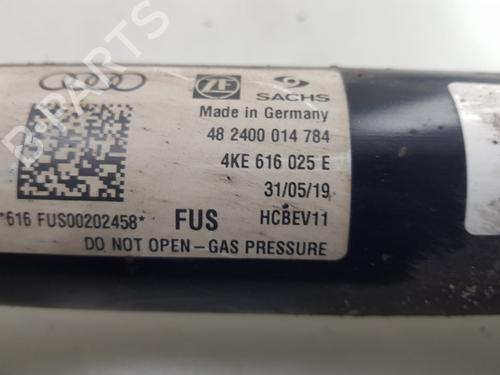 ZF
SACHS
Made in Germany
48 2400 014 784
4KE 616 025 E
31/05/19
*616 FUS00202458*
FUS
HCBEV11
DO NOT OPEN–GAS PRESSURE
B-PARTS